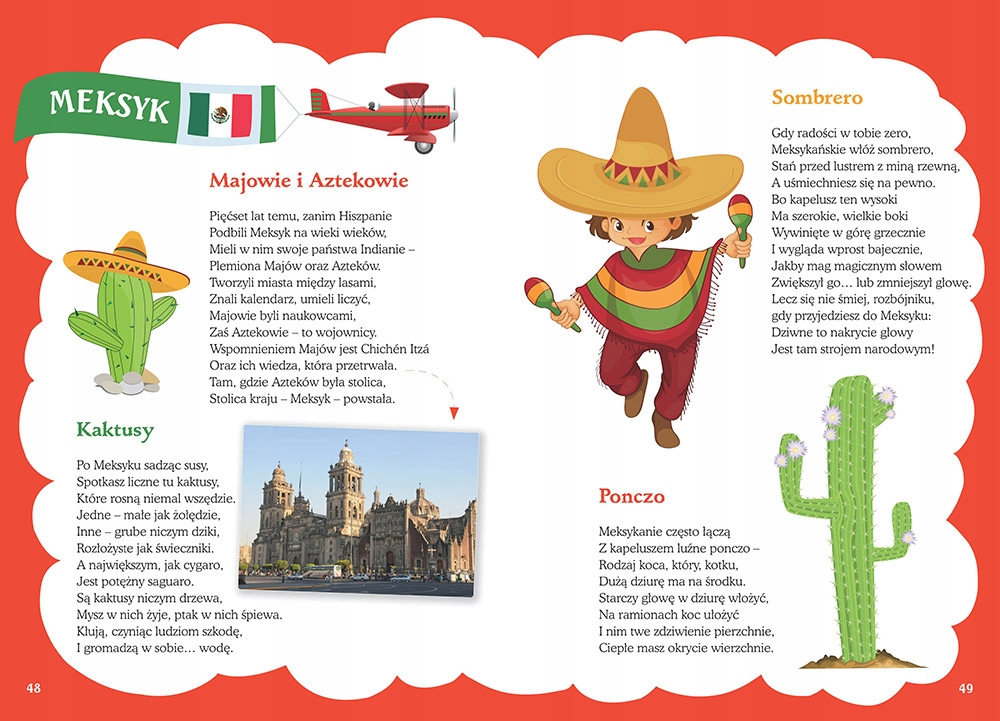 MEKSYK
Majowie i Aztekowie
Pięćset lat temu, zanim Hiszpanie
Podbili Meksyk na wieki wieków,
Mieli w nim swoje państwa Indianie –
Plemiona Majów oraz Azteków.
Tworzyli miasta między lasami,
Znali kalendarz, umieli liczyć,
Majowie byli naukowcami,
Zaś Aztekowie – to wojownicy.
Wspomnieniem Majów jest Chichén Itzá
Oraz ich wiedza, która przetrwała.
Tam, gdzie Azteków była stolica,
Stolica kraju – Meksyk – powstała.
Kaktusy
Po Meksyku sadząc susy,
Spotkasz liczne tu kaktusy,
Które rosną niemal wszędzie.
Jedne – małe jak żołędzie,
Inne – grube niczym dziki,
Rozłożyste jak świeczniki.
A największym, jak cygaro,
Jest potężny saguaro.
Są kaktusy niczym drzewa,
Mysz w nich żyje, ptak w nich śpiewa.
Kłują, czyniąc ludziom szkodę,
I gromadzą w sobie… wodę.
48
Sombrero
Gdy radości w tobie zero,
Meksykańskie włóż sombrero,
Stań przed lustrem z miną rzewną,
A uśmiechniesz się na pewno.
Bo kapelusz ten wysoki
Ma szerokie, wielkie boki
Wywinięte w górę grzecznie
I wygląda wprost bajecznie,
Jakby mag magicznym słowem
Zwiększył go… lub zmniejszył głowę.
Lecz się nie śmiej, rozbójniku,
gdy przyjedziesz do Meksyku:
Dziwne to nakrycie głowy
Jest tam strojem narodowym!
Ponczo
Meksykanie często łączą
Z kapeluszem luźne ponczo –
Rodzaj koca, który, kotku,
Dużą dziurę ma na środku.
Starczy głowę w dziurę włożyć,
Na ramionach koc ułożyć
I nim twe zdziwienie pierzchnie,
Ciepłe masz okrycie wierzchnie.
49